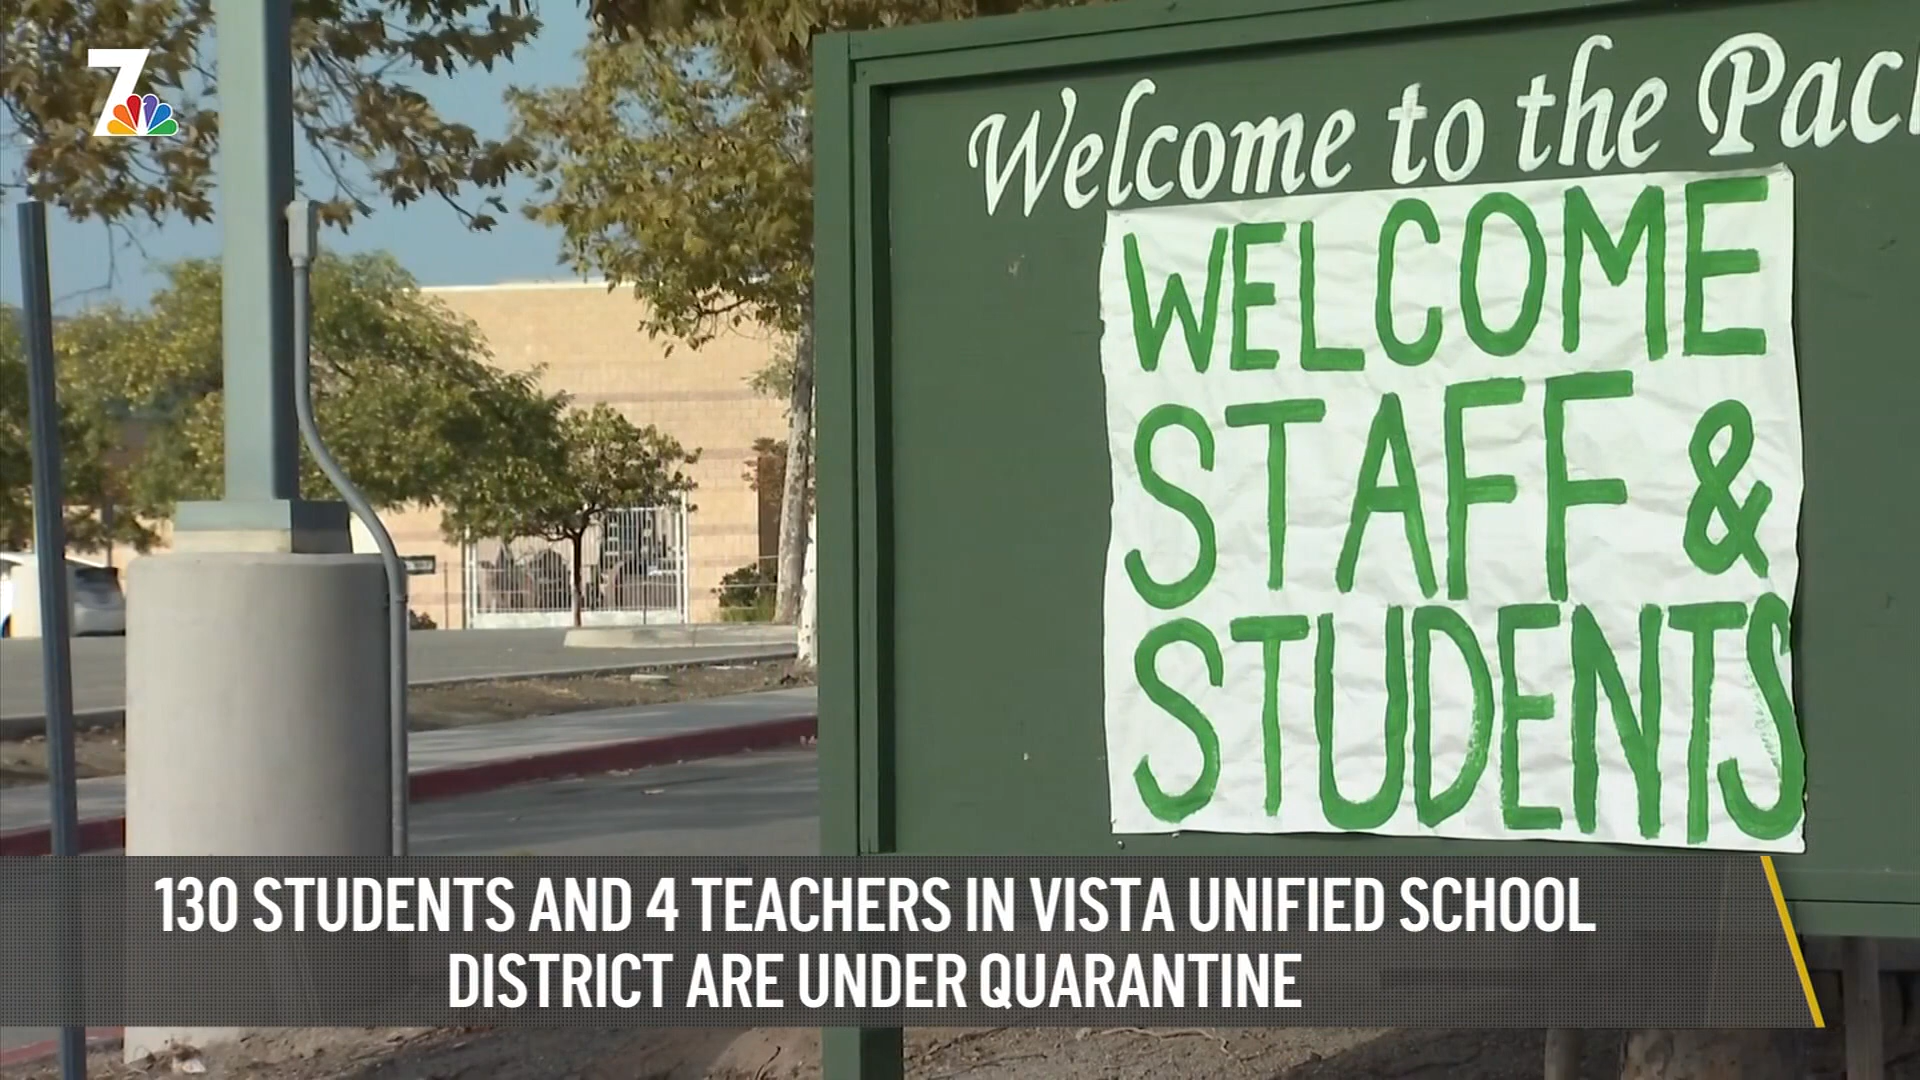 7
Welcome to the Pac
WELCOME
STAFF &
STUDENTS
130 STUDENTS AND 4 TEACHERS IN VISTA UNIFIED SCHOOL
DISTRICT ARE UNDER QUARANTINE